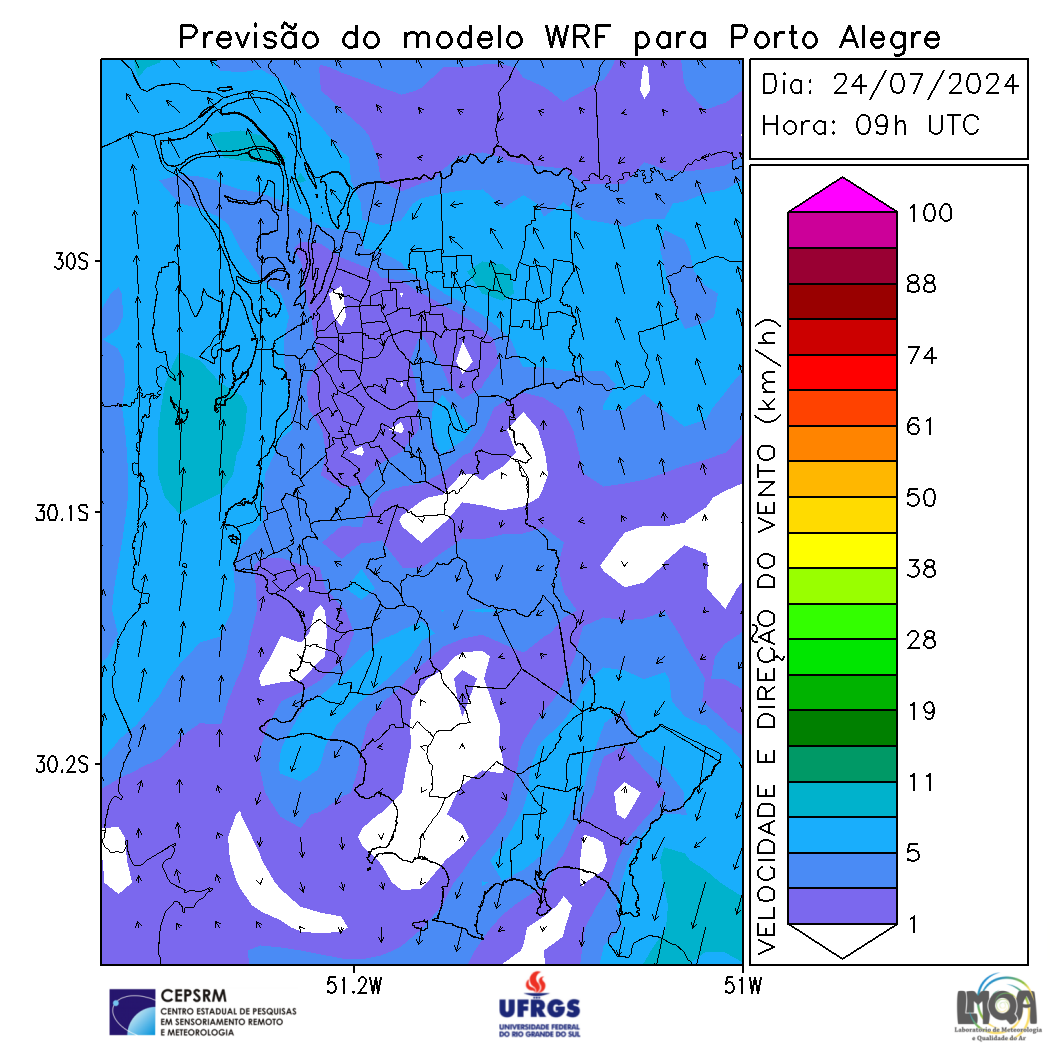 Previsão do modelo WRF para Porto Alegre
Dia: 24/07/2024
Hora: 09h UTC
30S
30.1S
30.2S
51.2W
51W
VELOCIDADE E DIREÇÃO DO VENTO (km/h)
100
88
74
61
50
38
28
19
11
5
1
CEPSRM
CENTRO ESTADUAL DE PESQUISAS
EM SENSORIAMENTO REMOTO
E METEOROLOGIA
UFRGS
UNIVERSIDADE FEDERAL
DO RIO GRANDE DO SUL
LMQA
Laboratório de Meteorologia
e Qualidade do Ar